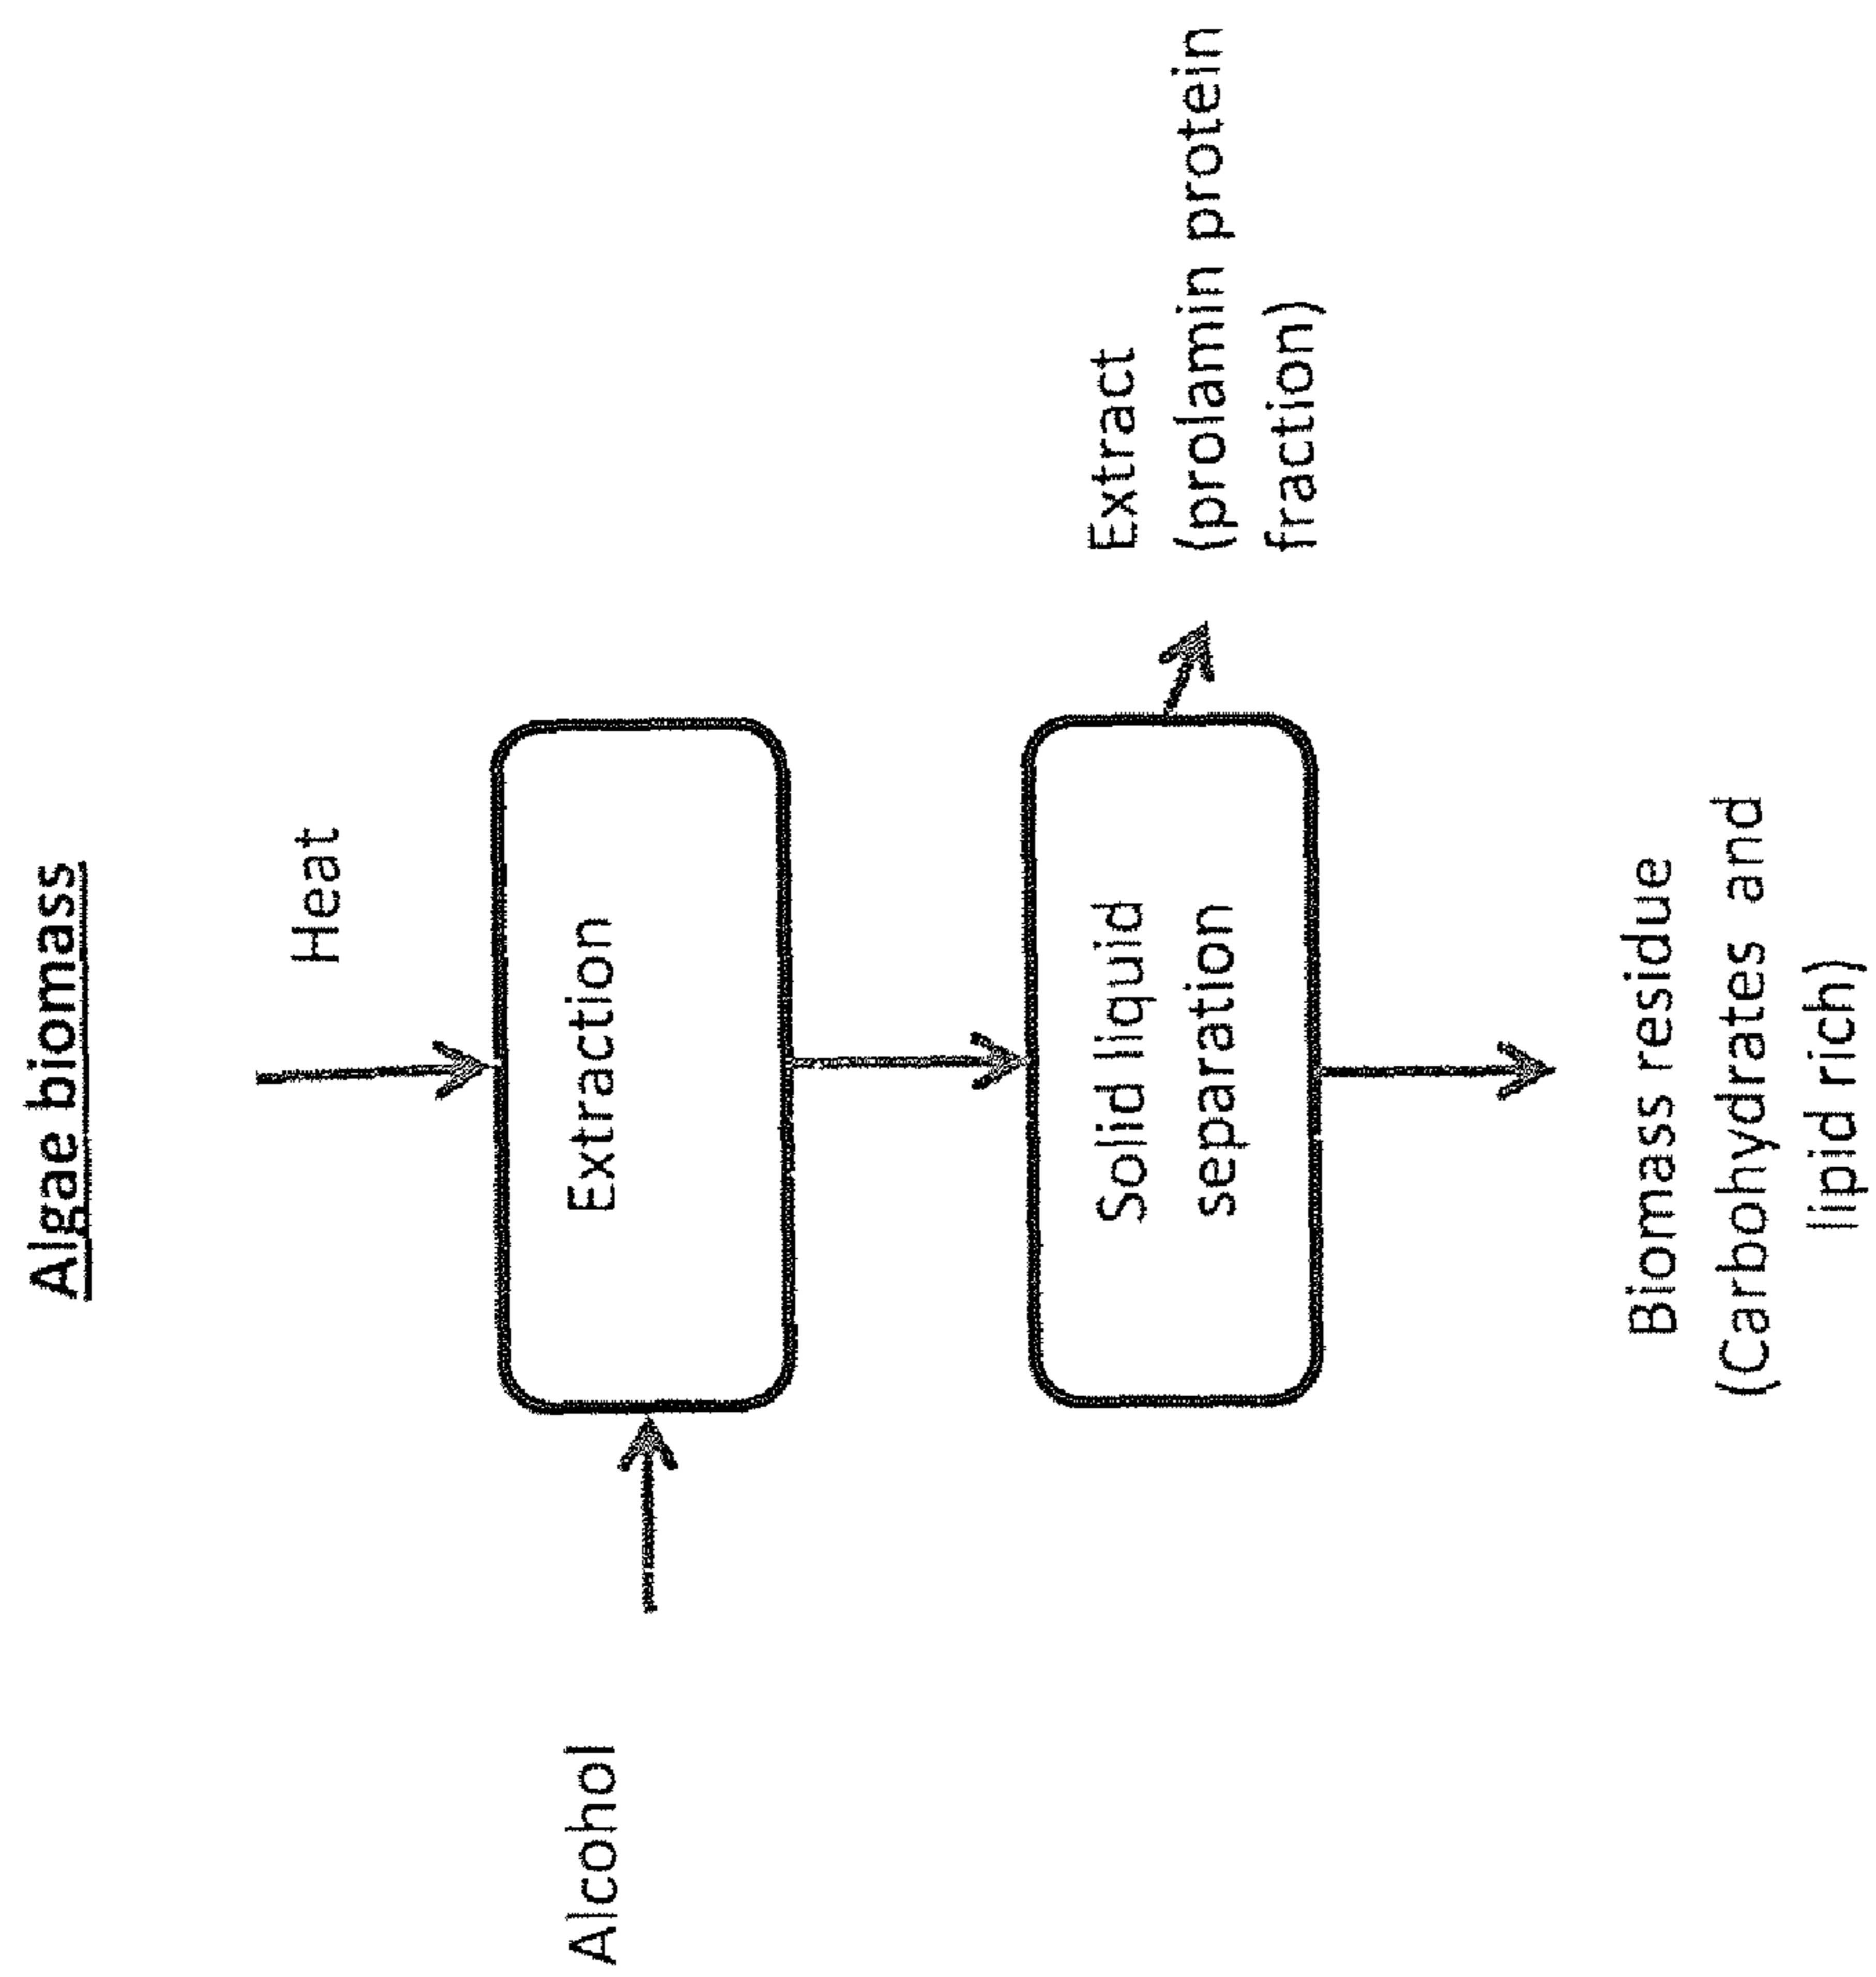 Algae biomass
Heat
Alcohol
Extraction
Solid liquid
separation
Extract
(prolamin protein
fraction)
Biomass residue
(Carbohydrates and
lipid rich)